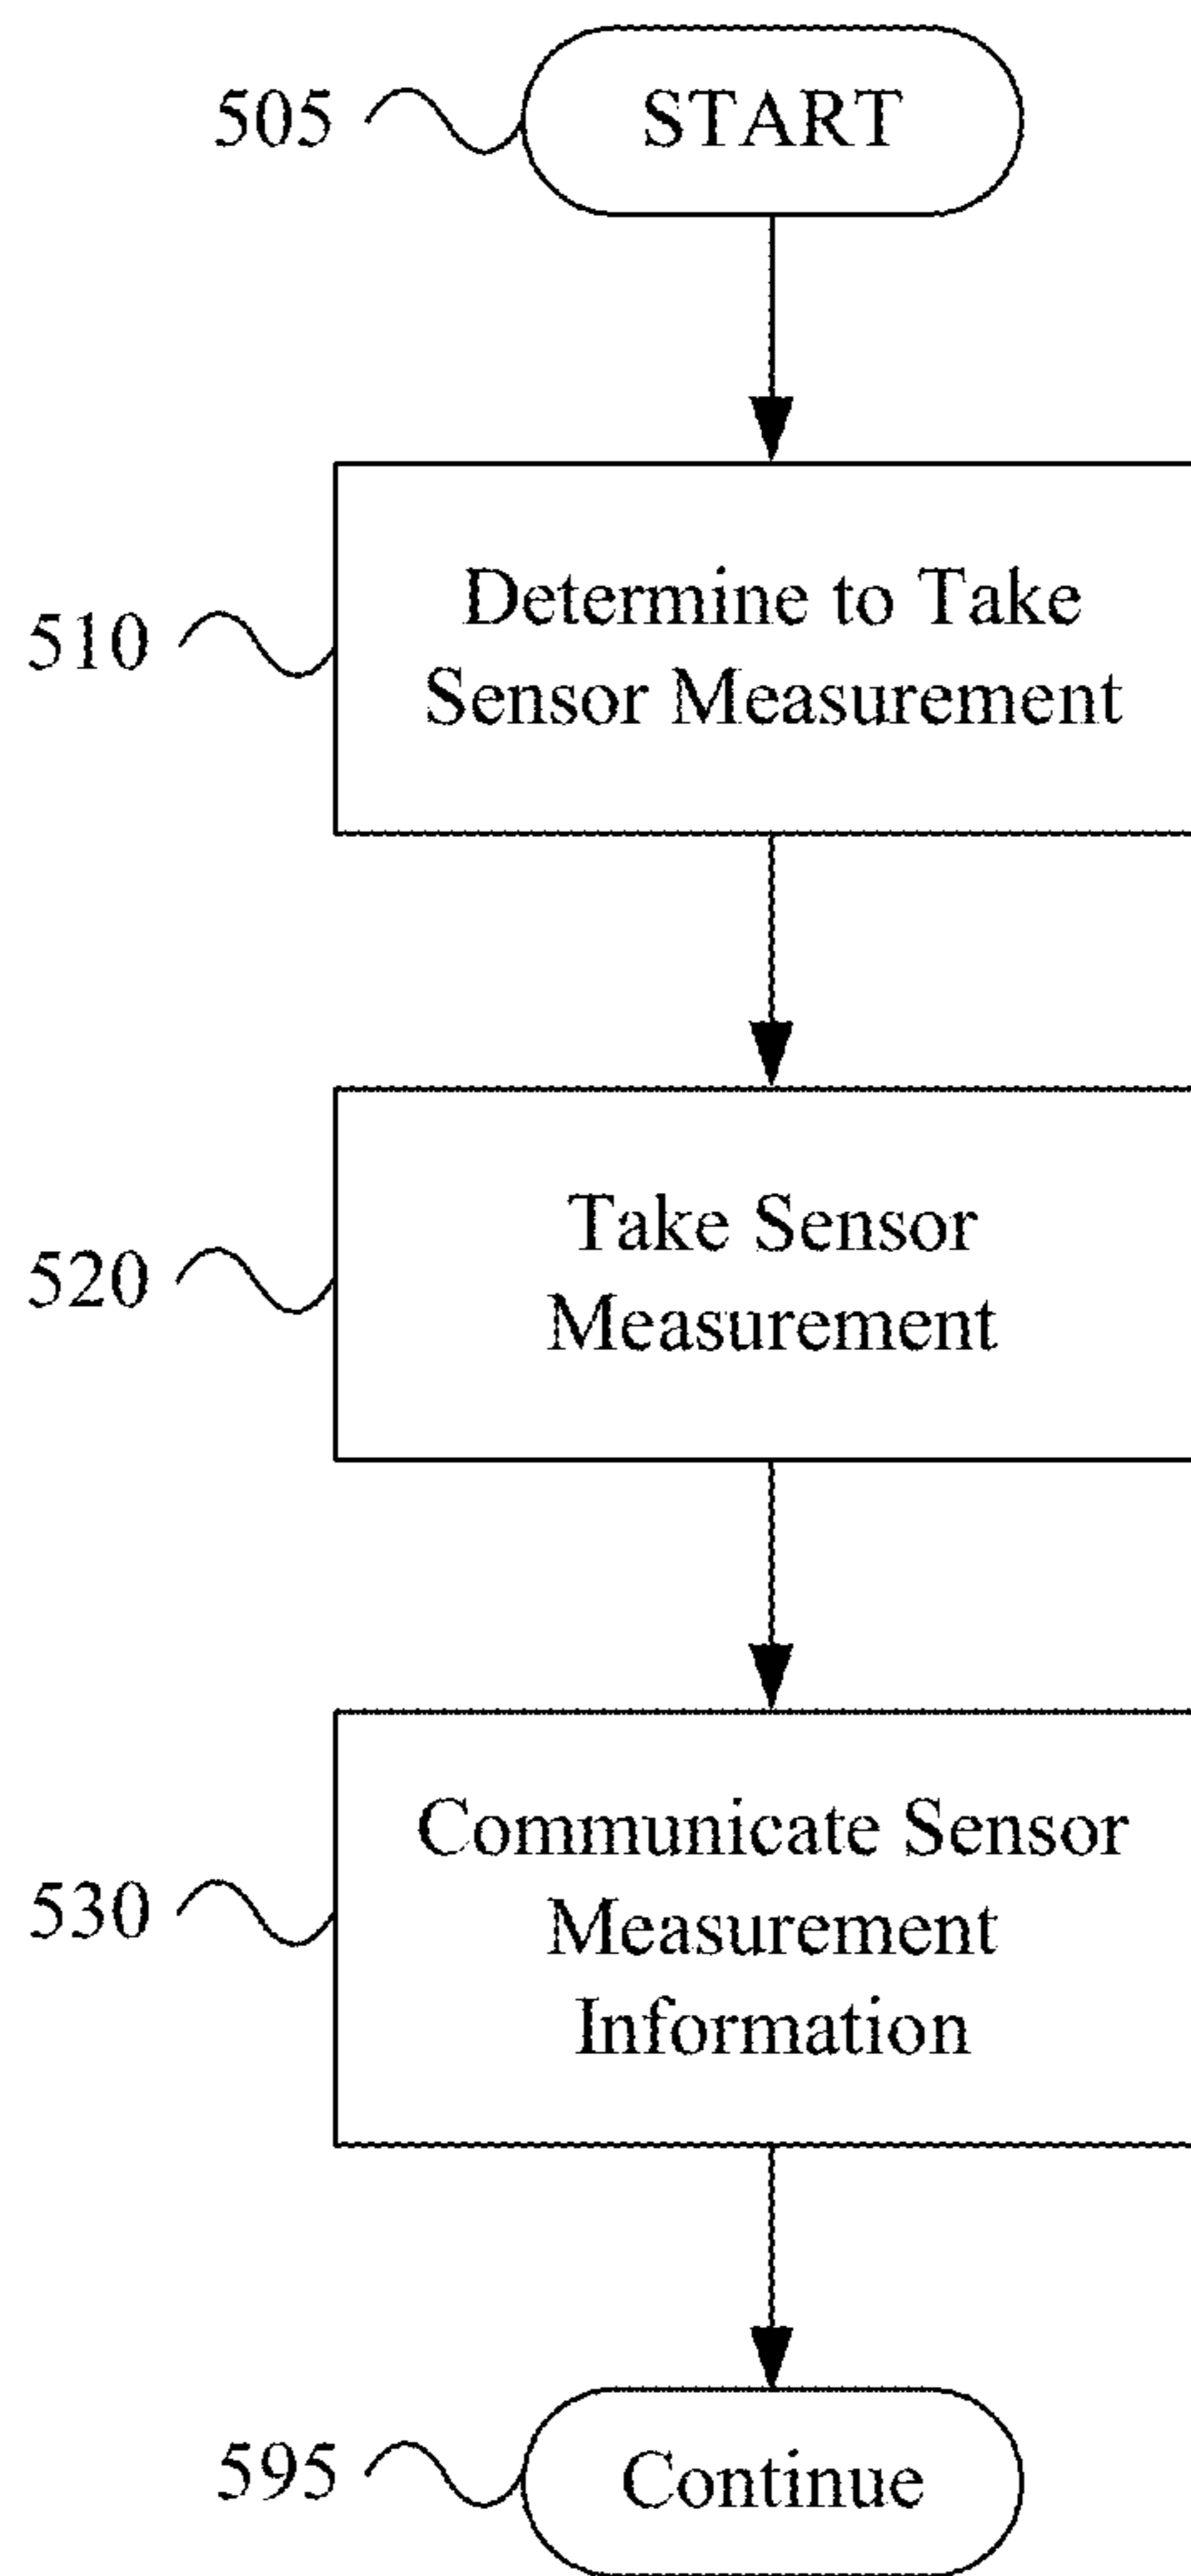 505
START
510
Determine to Take
Sensor Measurement
520
Take Sensor
Measurement
530
Communicate Sensor
Measurement
Information
595
Continue